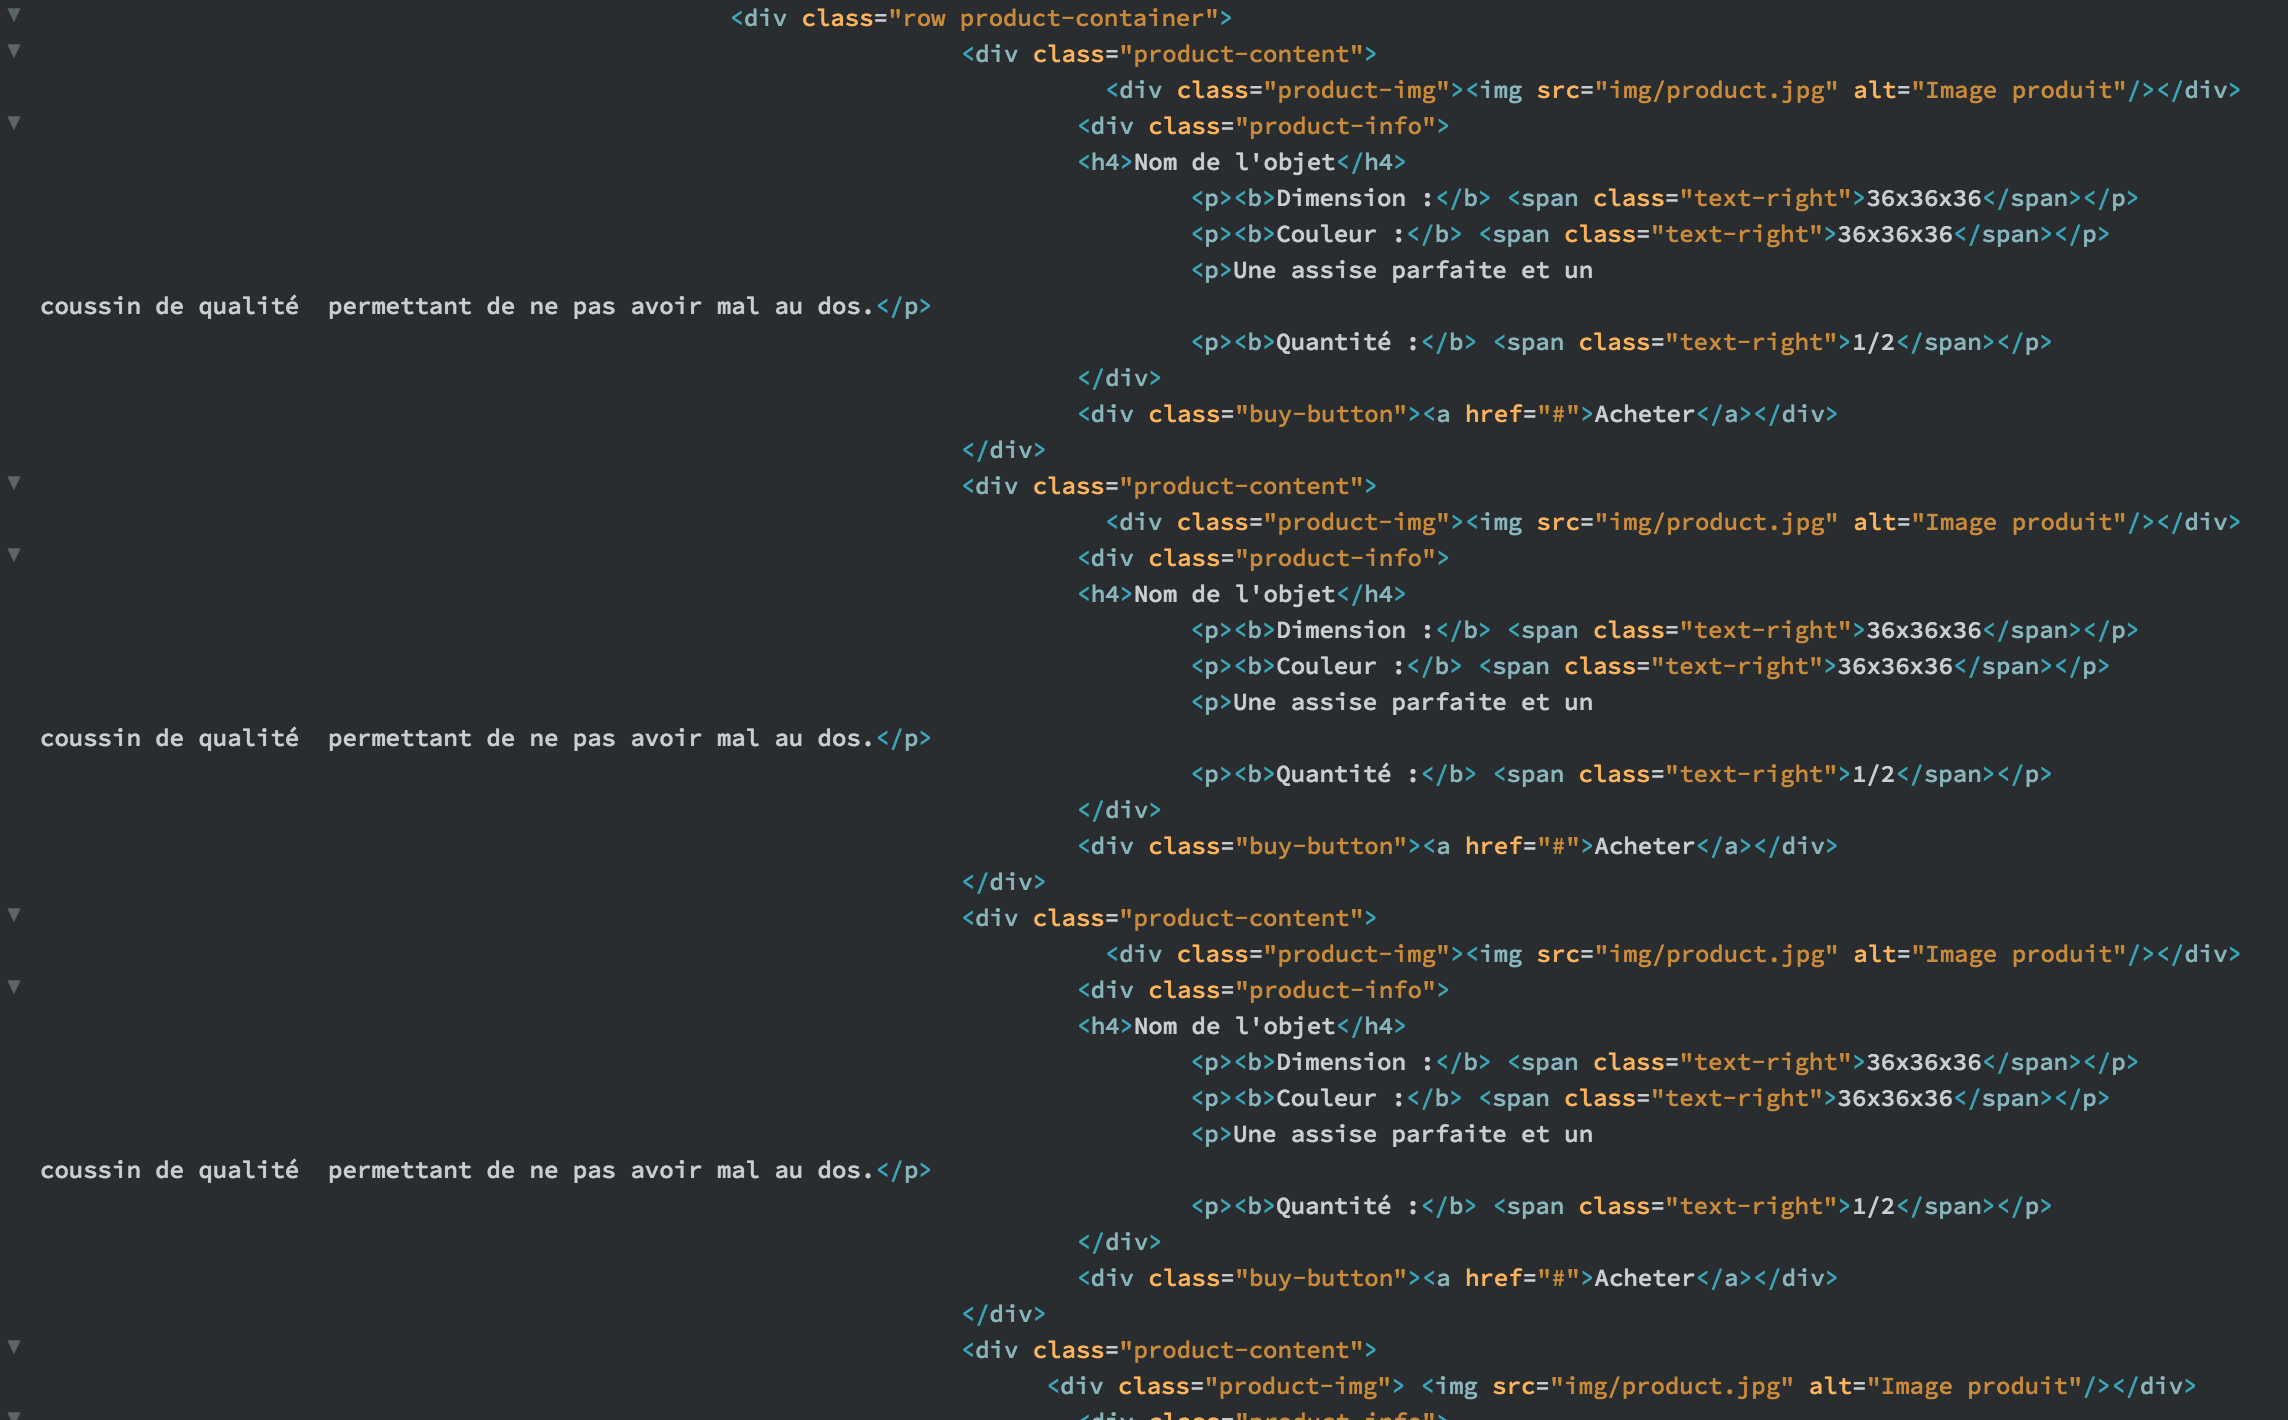 <div class="row product-container">
<div class="product-content">
<div class="product-img"><img src="img/product.jpg" alt="Image produit"/></div>
<div class="product-info">
<h4>Nom de l'objet</h4>
<p><b>Dimension :</b> <span class="text-right">36x36x36</span></p>
<p><b>Couleur :</b> <span class="text-right">36x36x36</span></p>
<p>Une assise parfaite et un
coussin de qualité  permettant de ne pas avoir mal au dos.</p>
<p><b>Quantité :</b> <span class="text-right">1/2</span></p>
</div>
<div class="buy-button"><a href="#">Acheter</a></div>
</div>
<div class="product-content">
<div class="product-img"><img src="img/product.jpg" alt="Image produit"/></div>
<div class="product-info">
<h4>Nom de l'objet</h4>
<p><b>Dimension :</b> <span class="text-right">36x36x36</span></p>
<p><b>Couleur :</b> <span class="text-right">36x36x36</span></p>
<p>Une assise parfaite et un
coussin de qualité  permettant de ne pas avoir mal au dos.</p>
<p><b>Quantité :</b> <span class="text-right">1/2</span></p>
</div>
<div class="buy-button"><a href="#">Acheter</a></div>
</div>
<div class="product-content">
<div class="product-img"><img src="img/product.jpg" alt="Image produit"/></div>
<div class="product-info">
<h4>Nom de l'objet</h4>
<p><b>Dimension :</b> <span class="text-right">36x36x36</span></p>
<p><b>Couleur :</b> <span class="text-right">36x36x36</span></p>
<p>Une assise parfaite et un
coussin de qualité  permettant de ne pas avoir mal au dos.</p>
<p><b>Quantité :</b> <span class="text-right">1/2</span></p>
</div>
<div class="buy-button"><a href="#">Acheter</a></div>
</div>
<div class="product-content">
<div class="product-img"> <img src="img/product.jpg" alt="Image produit"/></div>
<div class="product-info">